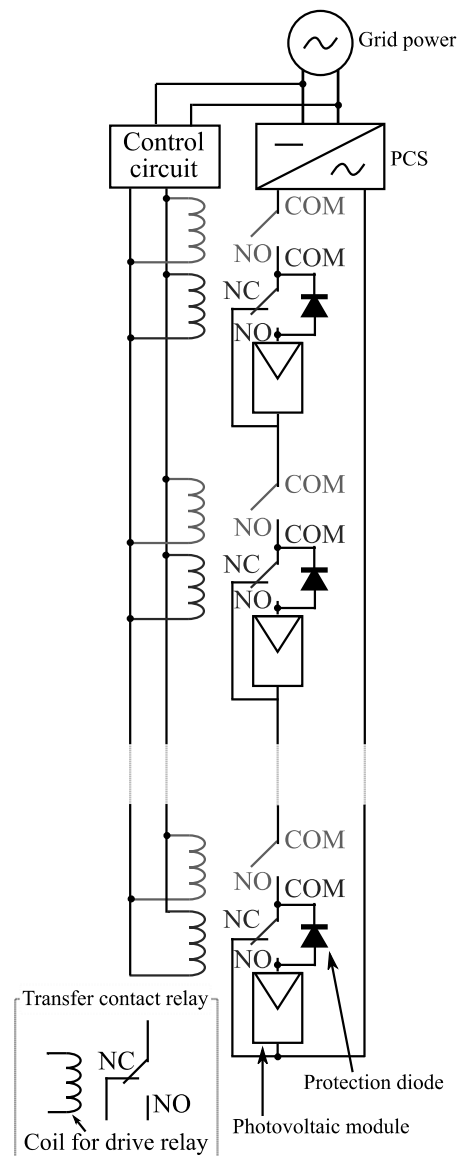 Grid power
Control
circuit
PCS
COM
NO
COM
NC
NO
COM
NO
COM
NC
NO
COM
NO
COM
NC
NO
Transfer contact relay
NC
NO
Coil for drive relay
Protection diode
Photovoltaic module